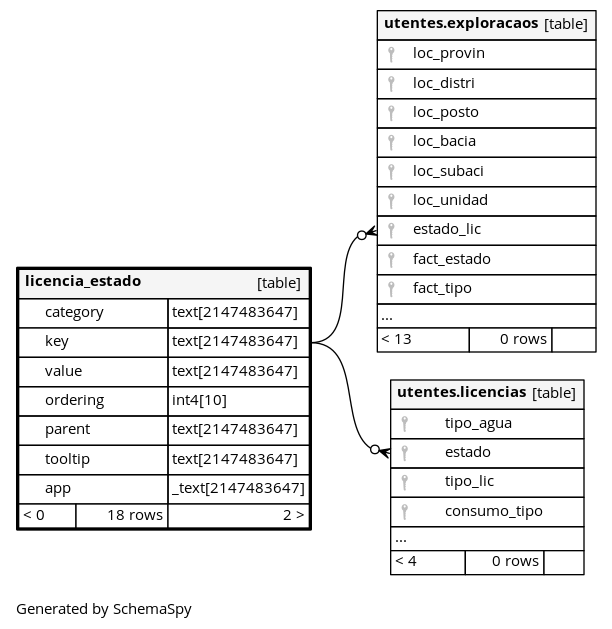 utentes.exploracaos [table]
loc_provin
loc_distri
loc_posto
loc_bacia
loc_subaci
loc_unidad
estado_lic
fact_estado
fact_tipo
...
< 13 0 rows
licencia_estado [table]
category text[2147483647]
key text[2147483647]
value text[2147483647]
ordering int4[10]
parent text[2147483647]
tooltip text[2147483647]
app _text[2147483647]
< 0 18 rows 2 >
utentes.licencias [table]
tipo_agua
estado
tipo_lic
consumo_tipo
...
< 4 0 rows
Generated by SchemaSpy